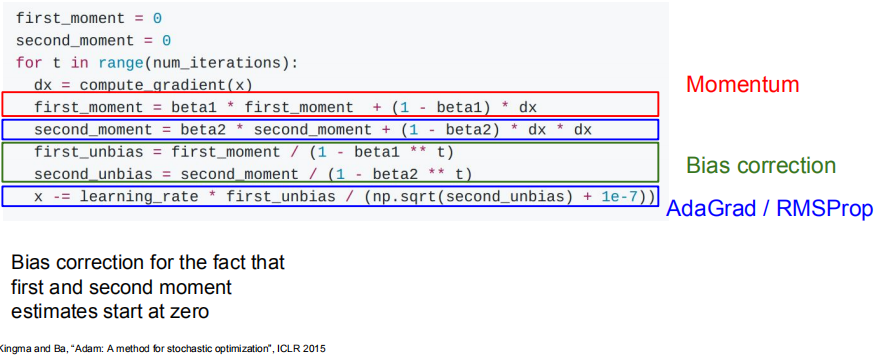 first_moment = 0
second_moment = 0
for t in range(num_iterations):
dx = compute_gradient(x)
first_moment = beta1 * first_moment + (1 - beta1) * dx
Momentum
second_moment = beta2 * second_moment + (1 - beta2) * dx * dx
first_unbias = first_moment / (1 - beta1 ** t)
second_unbias = second_moment / (1 - beta2 ** t)
Bias correction
x -= learning_rate * first_unbias / (np.sqrt(second_unbias) + 1e-7))
AdaGrad / RMSProp
Bias correction for the fact that
first and second moment
estimates start at zero
Kingma and Ba, "Adam: A method for stochastic optimization", ICLR 2015